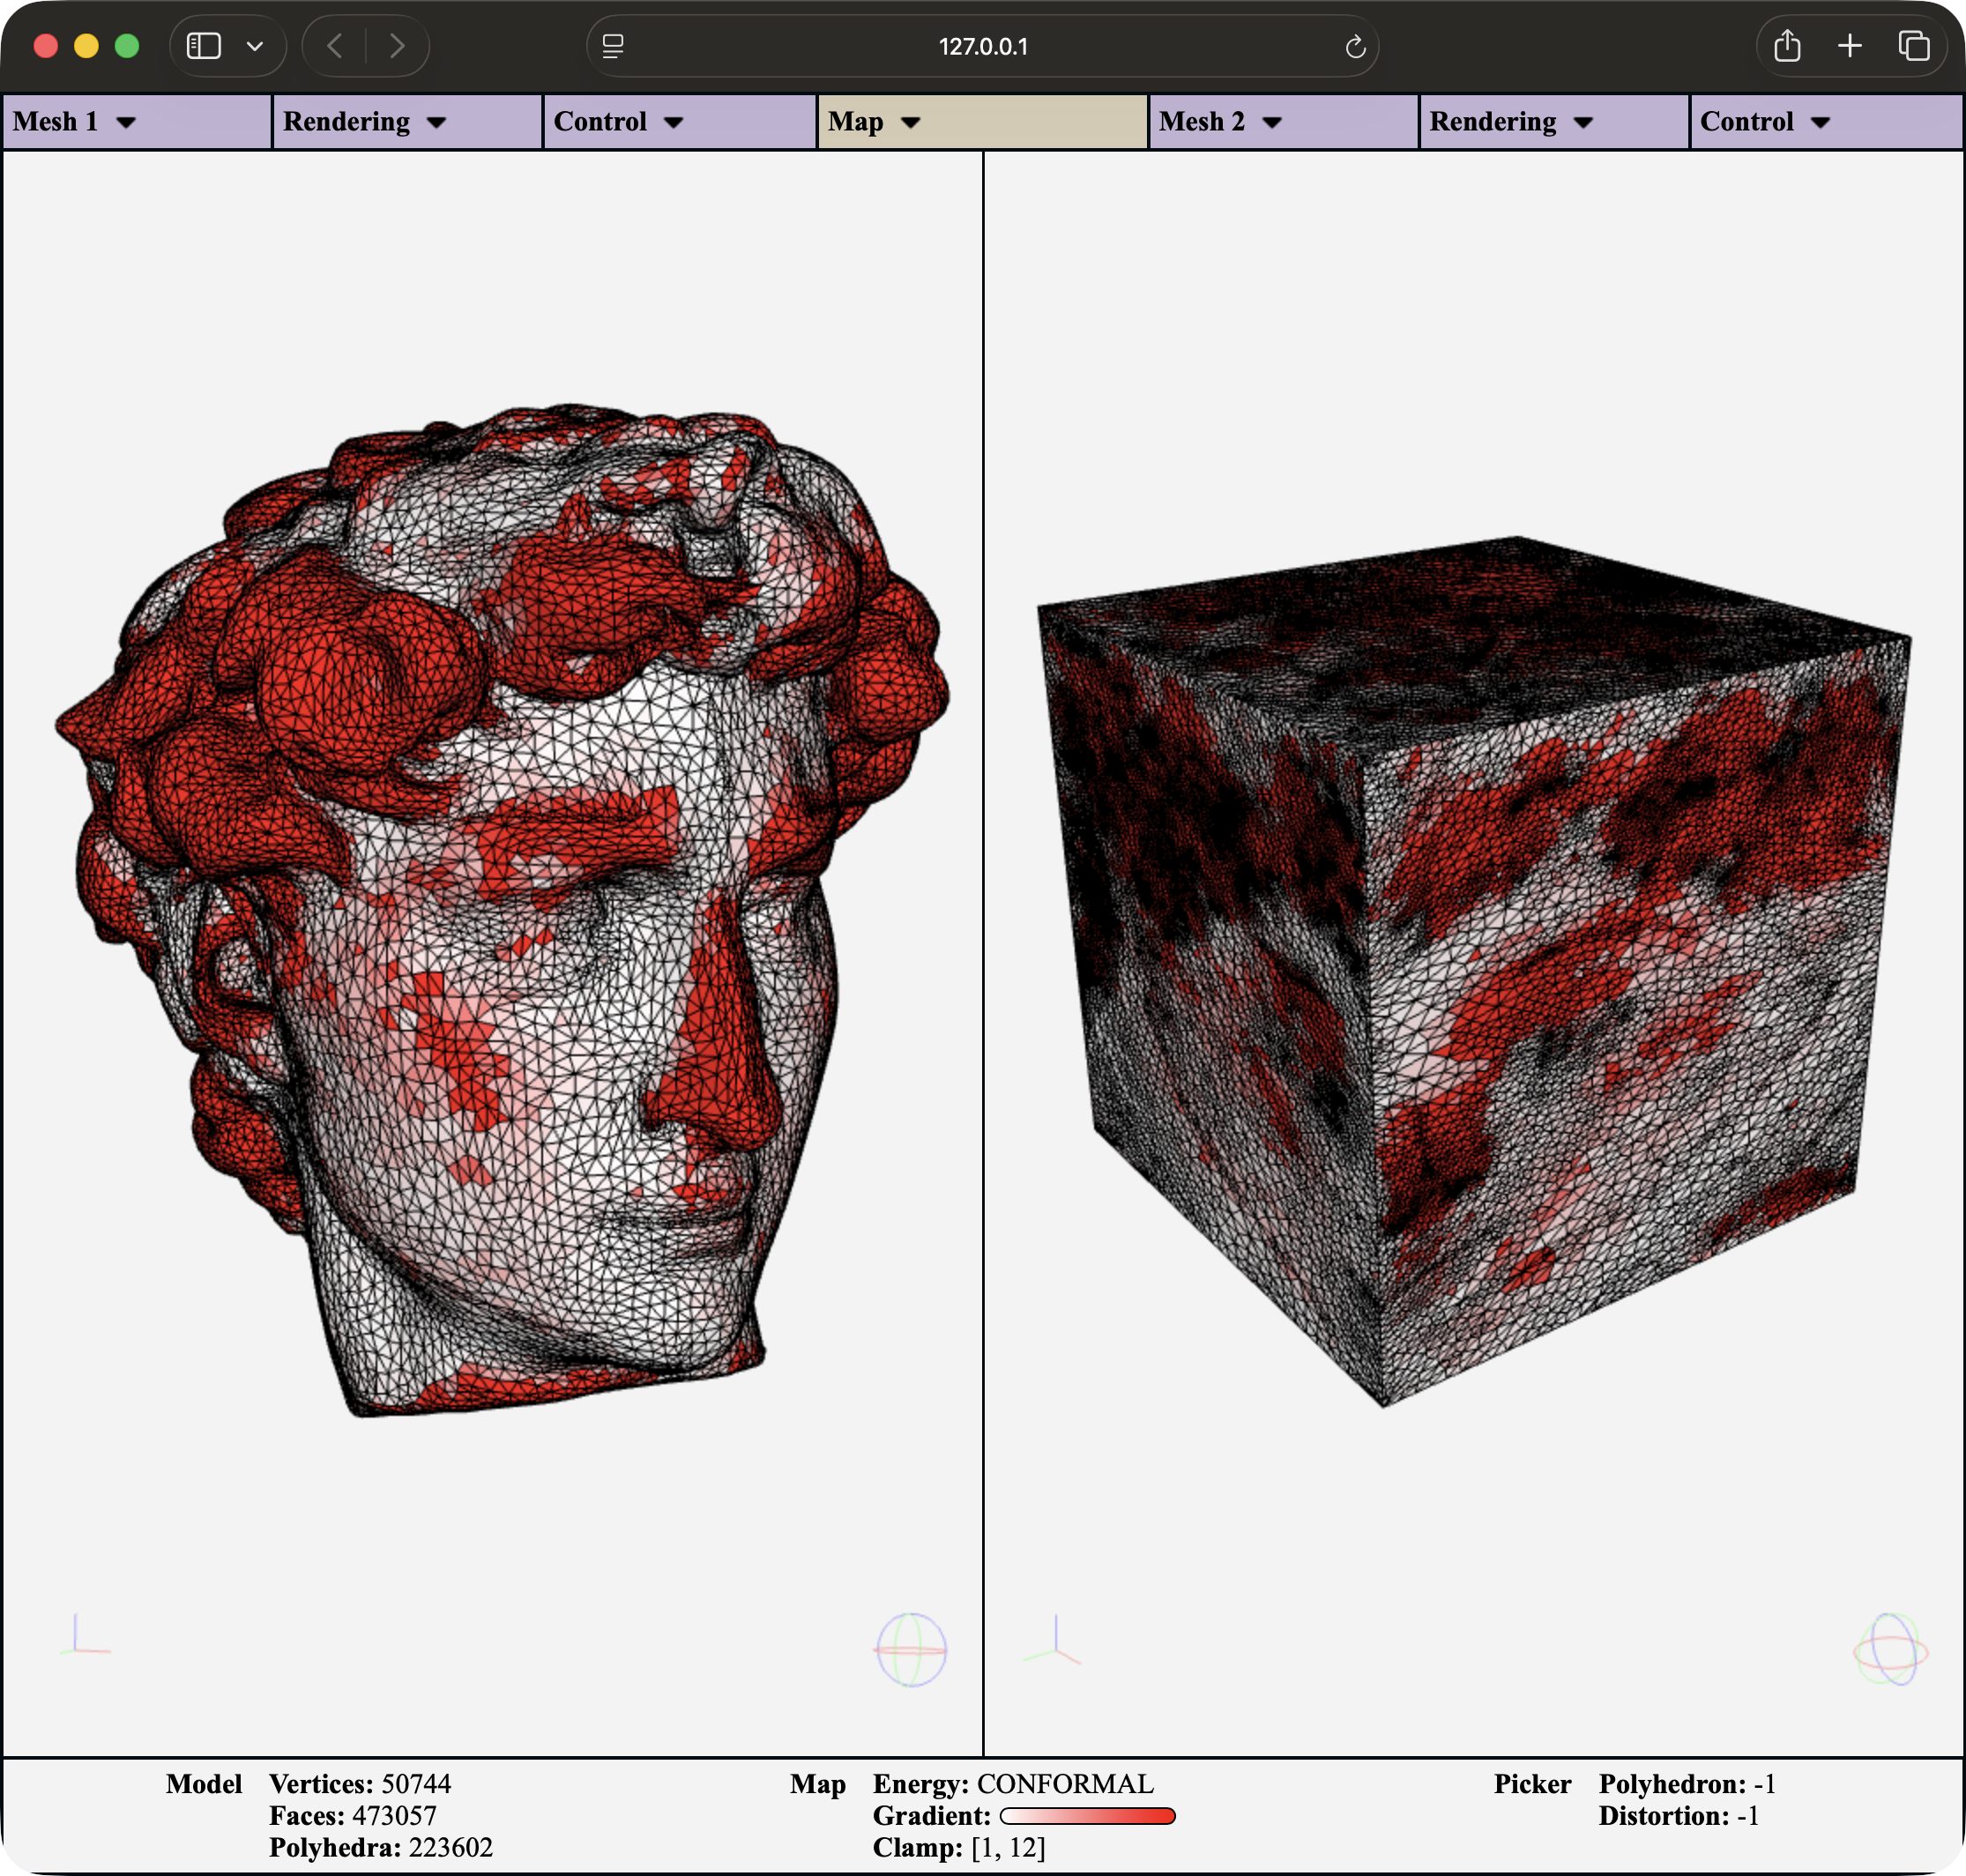 127.0.0.1
Mesh 1 Rendering Control Map Mesh 2 Rendering Control
Model Vertices: 50744 Map Energy: CONFORMAL Picker Polyhedron: -1
Faces: 473057 Gradient: Distortion: -1
Polyhedra: 223602 Clamp: [1, 12]